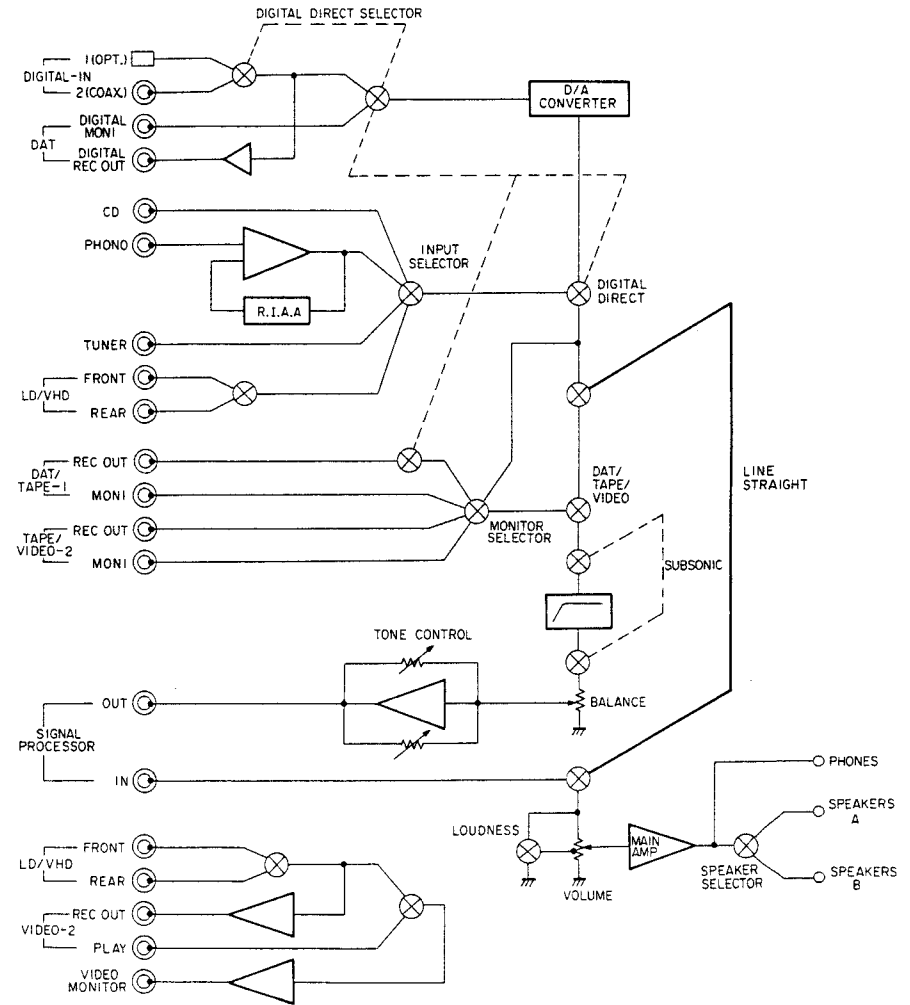 DIGITAL DIRECT SELECTOR
1(OPT.)
DIGITAL-IN
2(COAX.)
D/A
CONVERTER
DIGITAL
MONI
DAT
DIGITAL
REC OUT
CD
PHONO
INPUT
SELECTOR
R.I.A.A
DIGITAL
DIRECT
TUNER
FRONT
LD/VHD
REAR
REC OUT
DAT/
TAPE-1
MONI
DAT/
TAPE/
VIDEO
LINE
STRAIGHT
REC OUT
TAPE/
VIDEO-2
MONI
MONITOR
SELECTOR
SUBSONIC
TONE CONTROL
OUT
BALANCE
SIGNAL
PROCESSOR
IN
PHONES
LOUDNESS
MAIN
AMP
SPEAKERS
A
SPEAKER
SELECTOR
SPEAKERS
B
VOLUME
FRONT
LD/VHD
REAR
REC OUT
VIDEO-2
PLAY
VIDEO
MONITOR